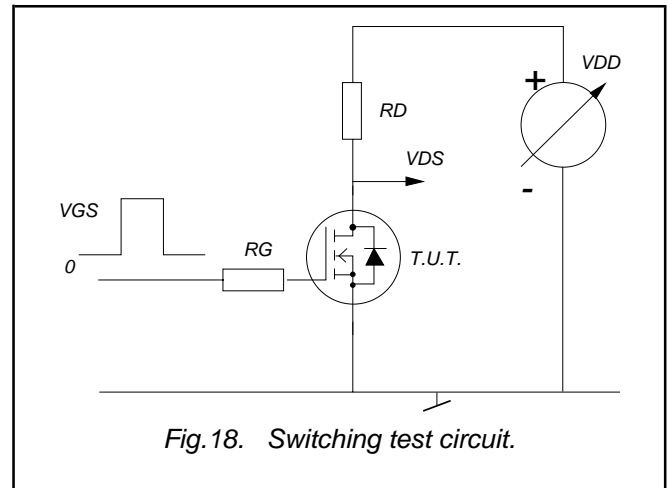 VDD
+
RD
VDS
-
VGS
0
RG
T.U.T.
Fig.18. Switching test circuit.